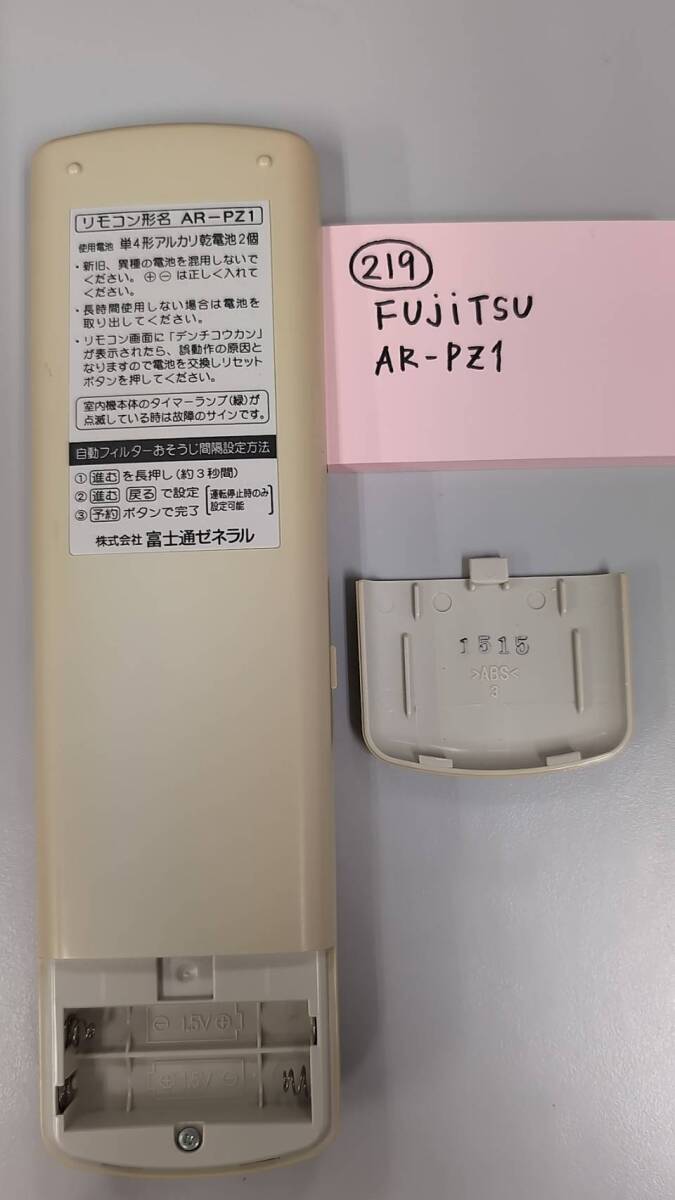 リモコン形名 AR-PZ1
使用電池 単4形アルカリ乾電池2個
・新旧、異種の電池を混用しないで
ください。⊕⊖は正しく入れて
ください。
・長時間使用しない場合は電池を
取り出してください。
・リモコン画面に「デンチコウカン」
が表示されたら、誤動作の原因と
なりますので電池を交換しリセット
ボタンを押してください。
室内機本体のタイマーランプ(緑)が
点滅している時は故障のサインです。
自動フィルターおそうじ間隔設定方法
①進むを長押し(約3秒間)
②進む 戻るで設定
③予約ボタンで完了
[運転停止時のみ
設定可能]
株式会社 富士通ゼネラル
219
FUJiTSU
AR-PZ1
1515
>ABS<
3
⊖ 1.5V ⊕
⊕ 1.5V ⊖